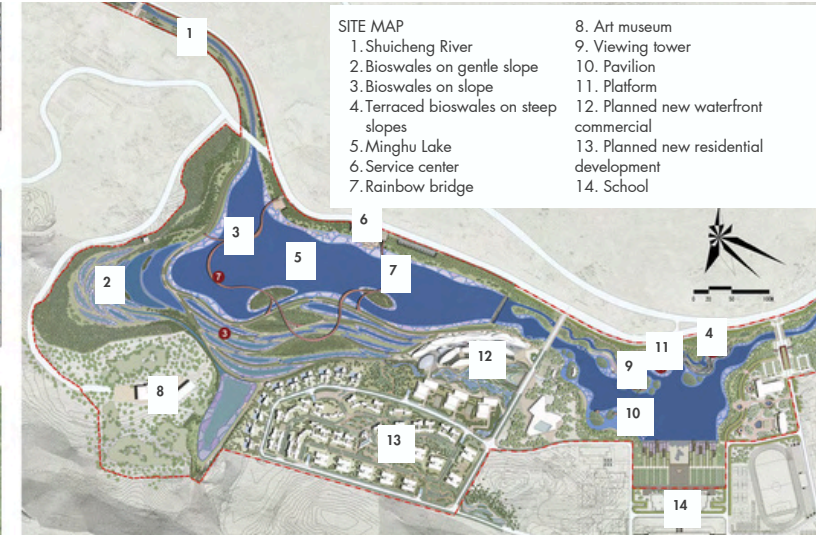 SITE MAP
1. Shuicheng River
2. Bioswales on gentle slope
3. Bioswales on slope
4. Terraced bioswales on steep
slopes
5. Minghu Lake
6. Service center
7. Rainbow bridge
8. Art museum
9. Viewing tower
10. Pavilion
11. Platform
12. Planned new waterfront
commercial
13. Planned new residential
development
14. School
1
6
3
5
7
2
7
3
12
8
13
11
4
9
10
14